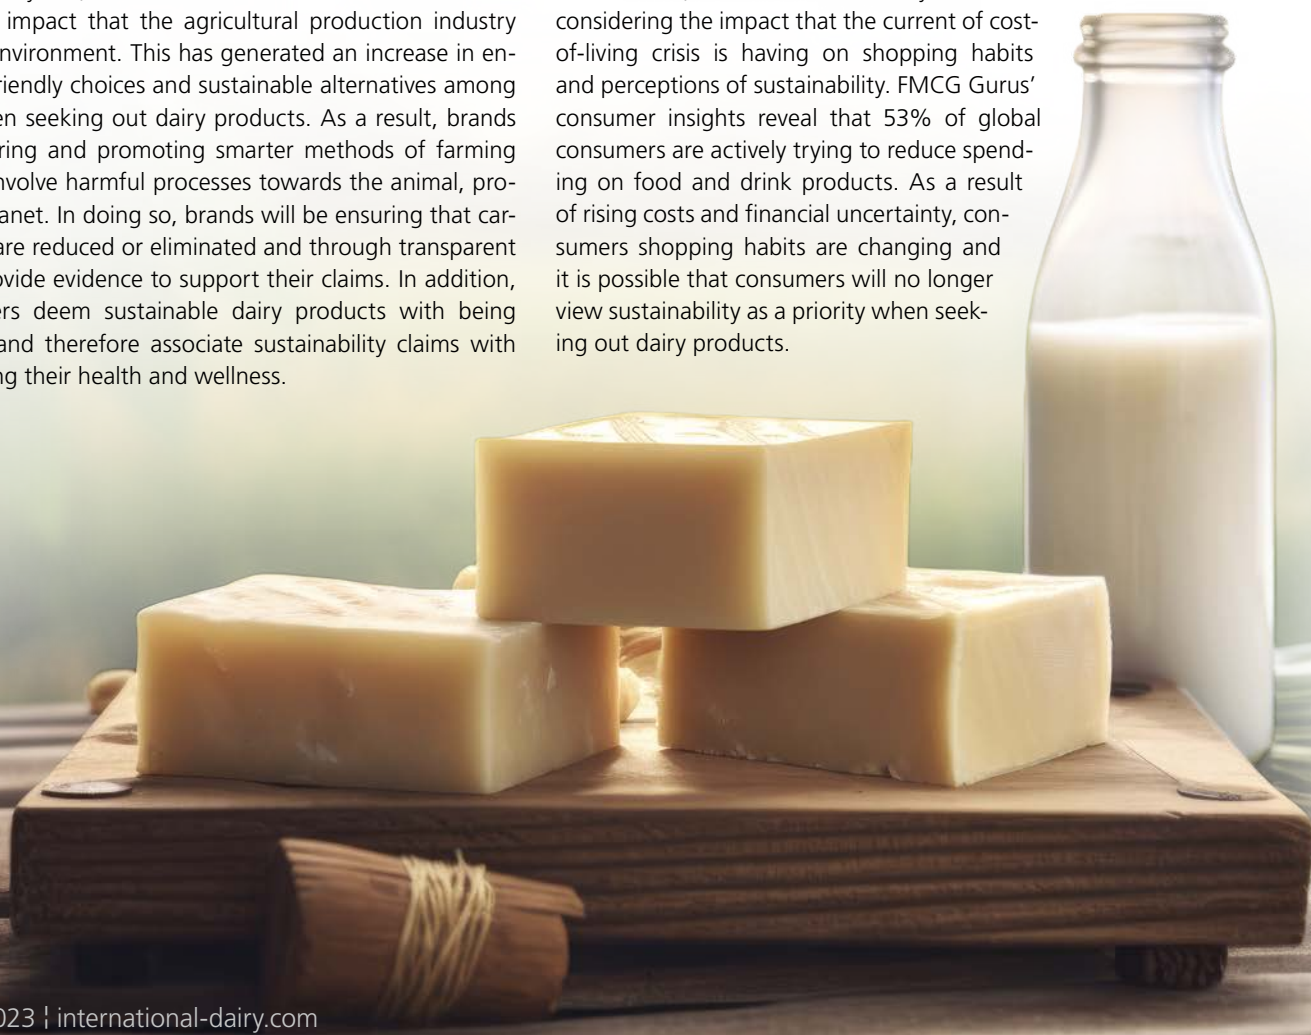 impact that the agricultural production industry
nvironment. This has generated an increase in en-
riendly choices and sustainable alternatives among
en seeking out dairy products. As a result, brands
ring and promoting smarter methods of farming
nvolve harmful processes towards the animal, pro-
anet. In doing so, brands will be ensuring that car-
are reduced or eliminated and through transparent
ovide evidence to support their claims. In addition,
ers deem sustainable dairy products with being
and therefore associate sustainability claims with
ng their health and wellness.
considering the impact that the current of cost-
of-living crisis is having on shopping habits
and perceptions of sustainability. FMCG Gurus’
consumer insights reveal that 53% of global
consumers are actively trying to reduce spend-
ing on food and drink products. As a result
of rising costs and financial uncertainty, con-
sumers shopping habits are changing and
it is possible that consumers will no longer
view sustainability as a priority when seek-
ing out dairy products.
023 ¦ international-dairy.com